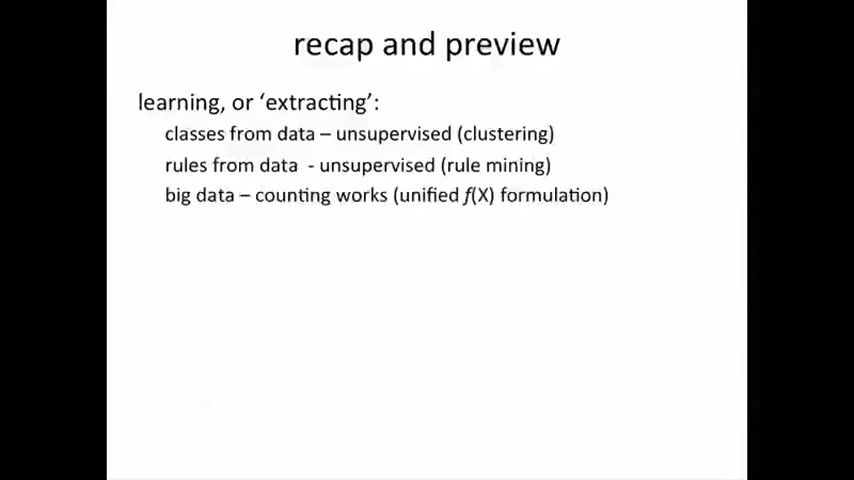 recap and preview
learning, or ‘extracting’:
classes from data – unsupervised (clustering)
rules from data - unsupervised (rule mining)
big data – counting works (unified f(X) formulation)